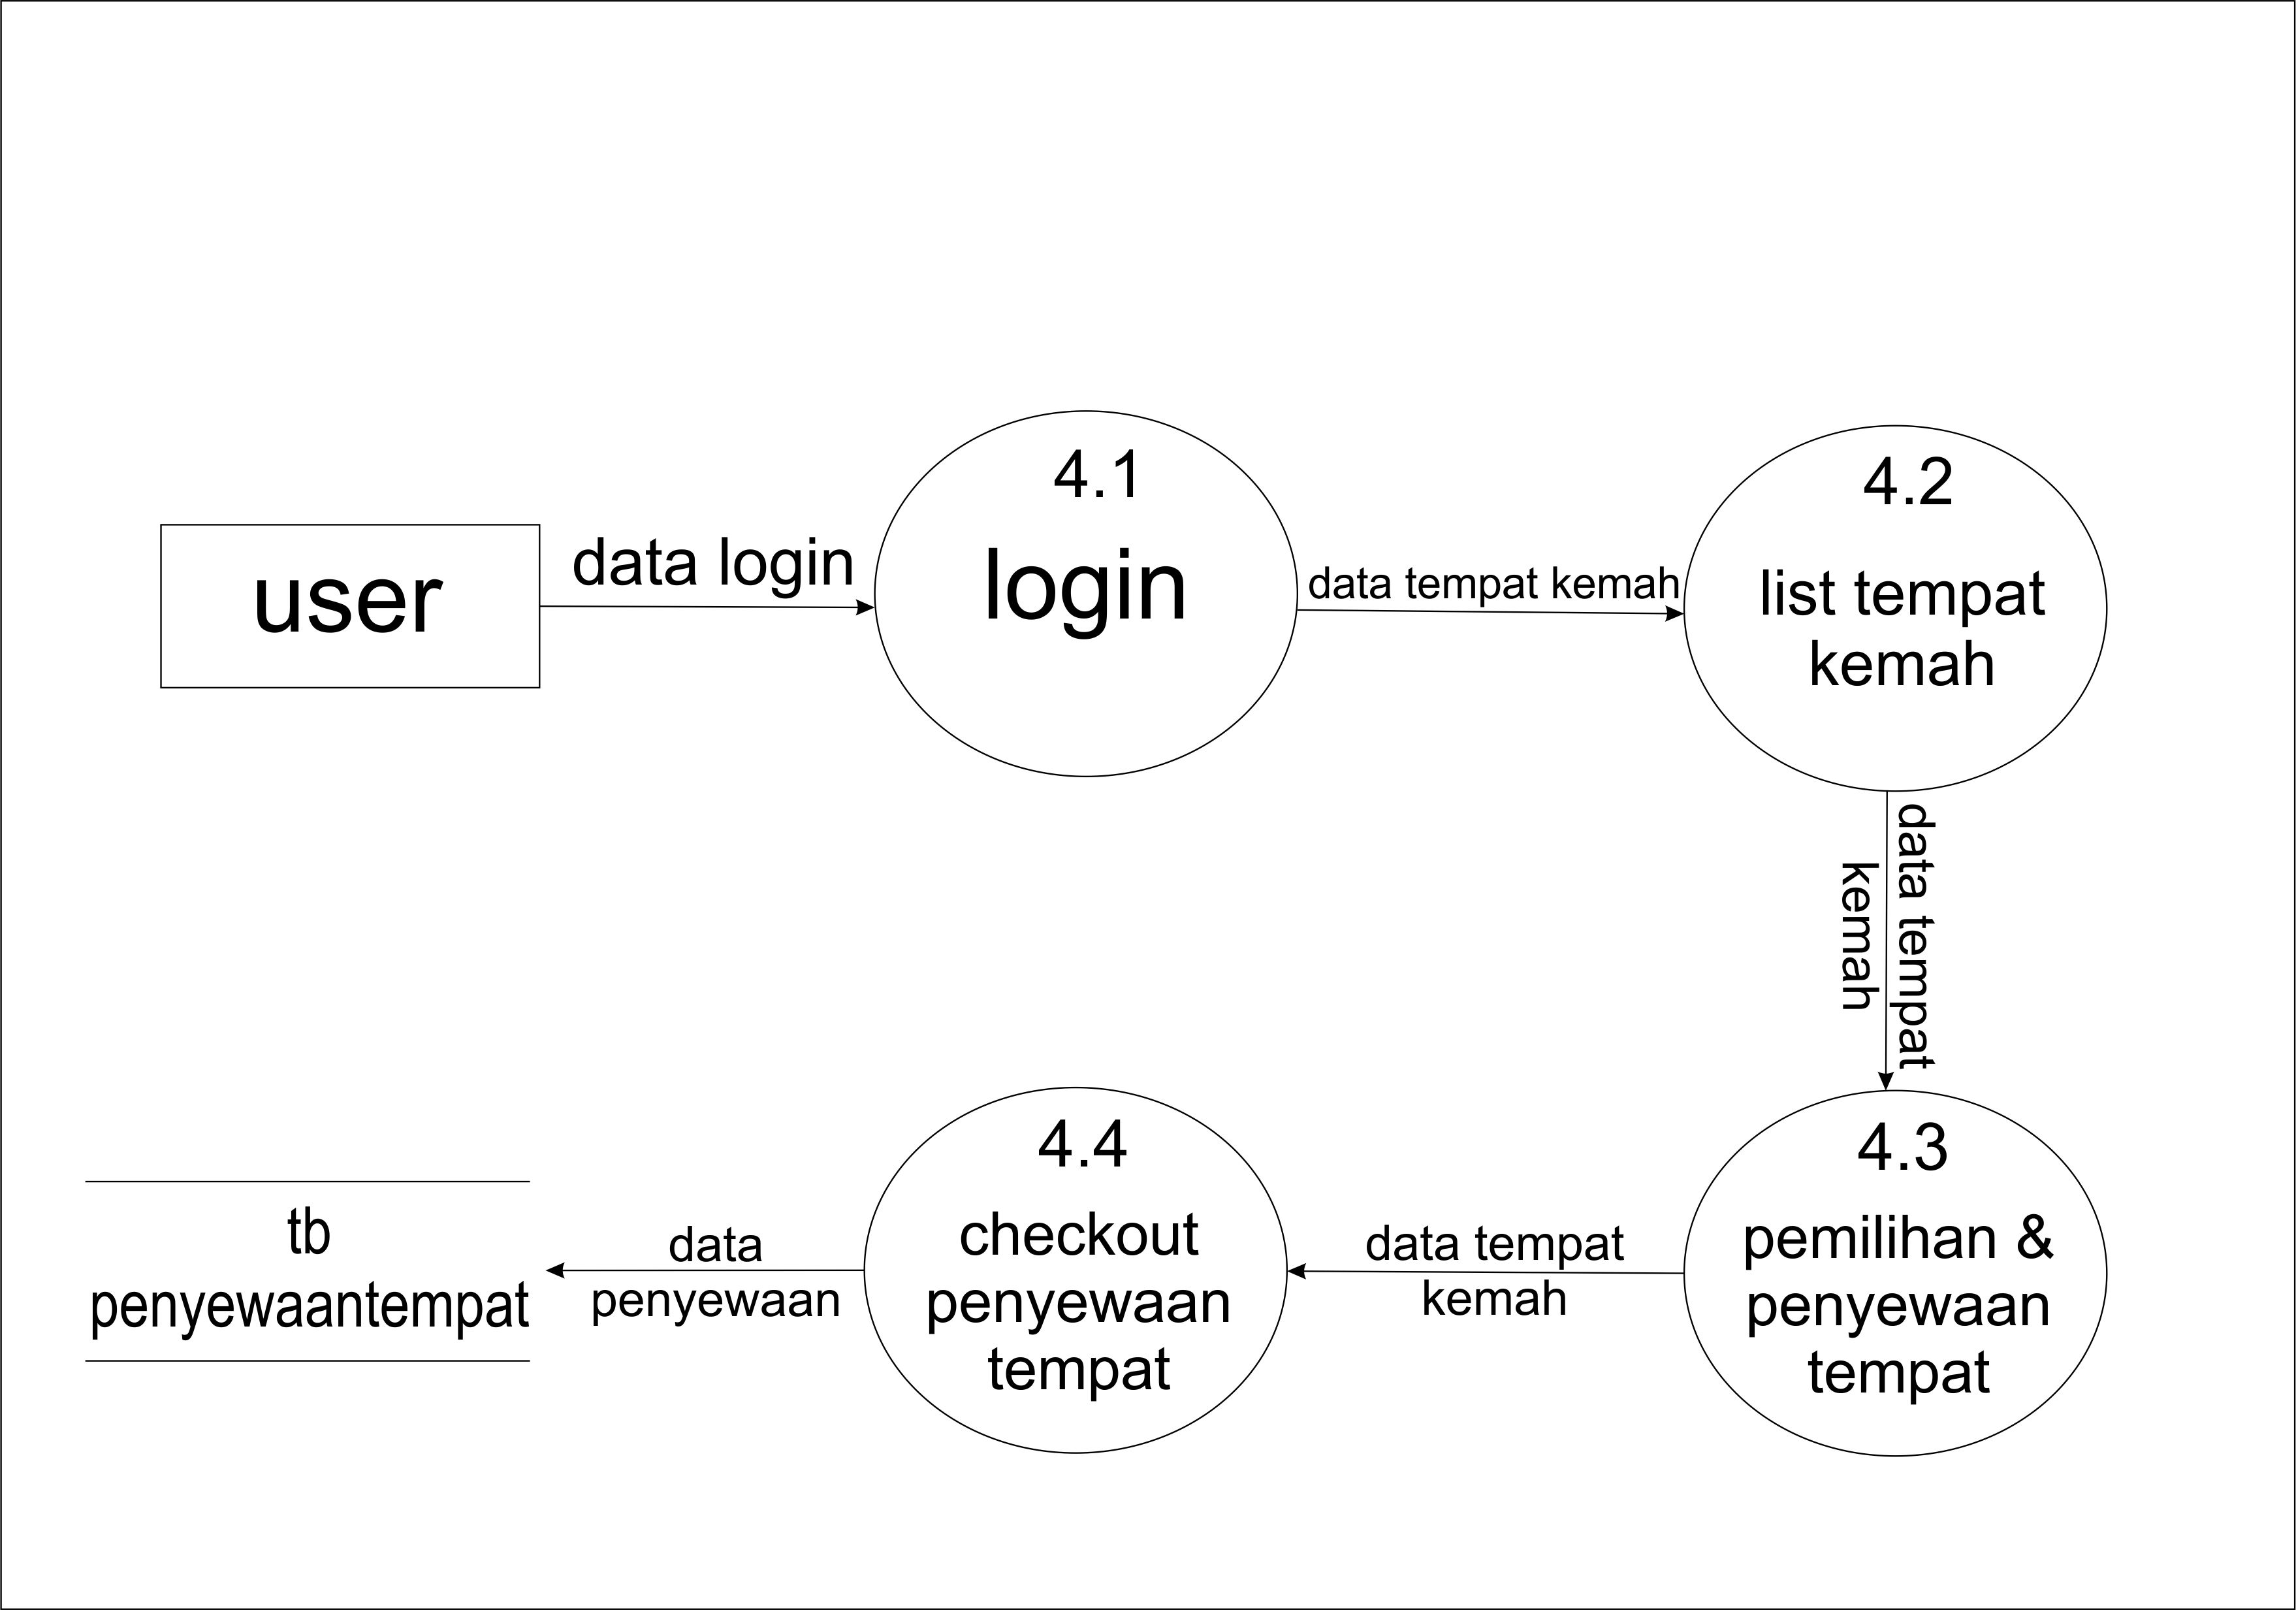 user
data login
4.1
login
data tempat kemah
4.2
list tempat
kemah
data tempat
kemah
4.3
pemilihan &
penyewaan
tempat
data tempat
kemah
4.4
checkout
penyewaan
tempat
data
penyewaan
tb
penyewaantempat